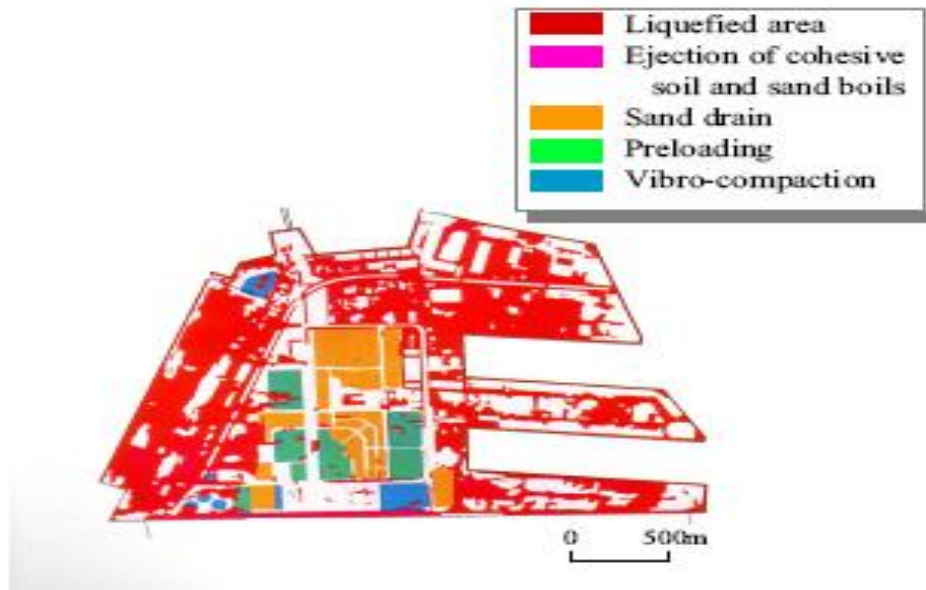 Liquefied area
Ejection of cohesive
soil and sand boils
Sand drain
Preloading
Vibro-compaction
0 500m